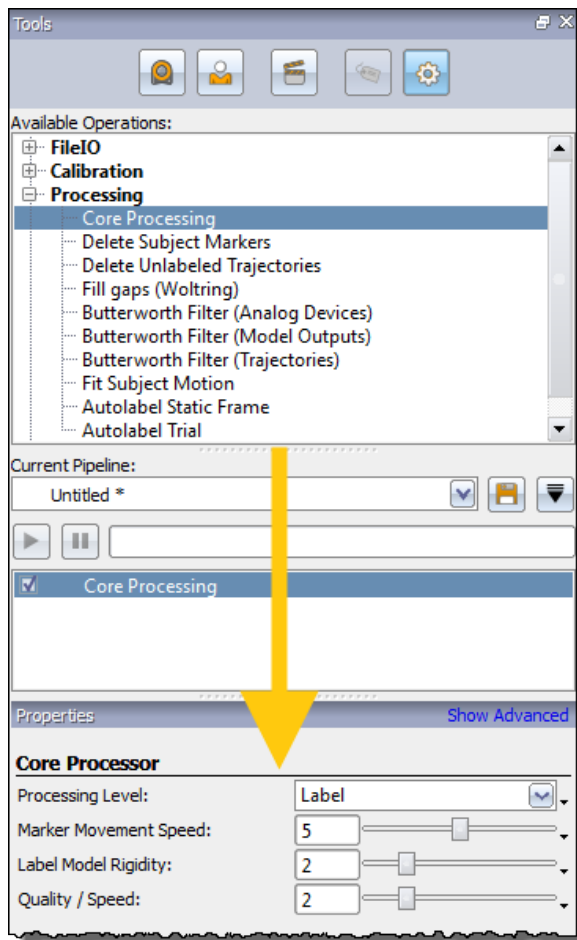 Tools
Available Operations:
FileIO
Calibration
Processing
Core Processing
Delete Subject Markers
Delete Unlabeled Trajectories
Fill gaps (Woltring)
Butterworth Filter (Analog Devices)
Butterworth Filter (Model Outputs)
Butterworth Filter (Trajectories)
Fit Subject Motion
Autolabel Static Frame
Autolabel Trial
Current Pipeline:
Untitled *
Core Processing
Properties Show Advanced
Core Processor
Processing Level: Label
Marker Movement Speed: 5
Label Model Rigidity: 2
Quality / Speed: 2